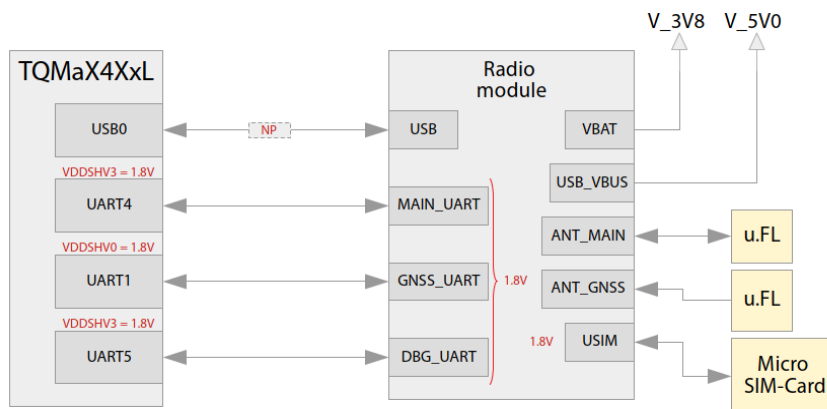 V_3V8
V_5V0
TQMaX4XxL
Radio
module
USB0
NP
USB
VBAT
VDDSHV3 = 1.8V
USB_VBUS
UART4
MAIN_UART
ANT_MAIN
u.FL
VDDSHV0 = 1.8V
UART1
GNSS_UART
1.8V
ANT_GNSS
u.FL
VDDSHV3 = 1.8V
1.8V
USIM
UART5
DBG_UART
Micro
SIM-Card